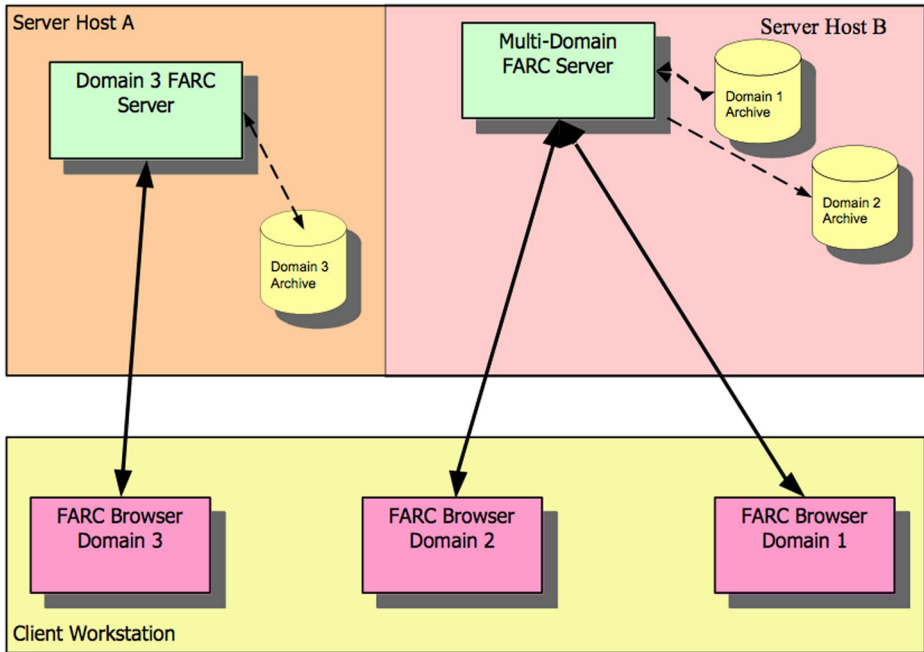 Server Host A
Domain 3 FARC
Server
Domain 3
Archive
Server Host B
Multi-Domain
FARC Server
Domain 1
Archive
Domain 2
Archive
FARC Browser
Domain 3
FARC Browser
Domain 2
FARC Browser
Domain 1
Client Workstation